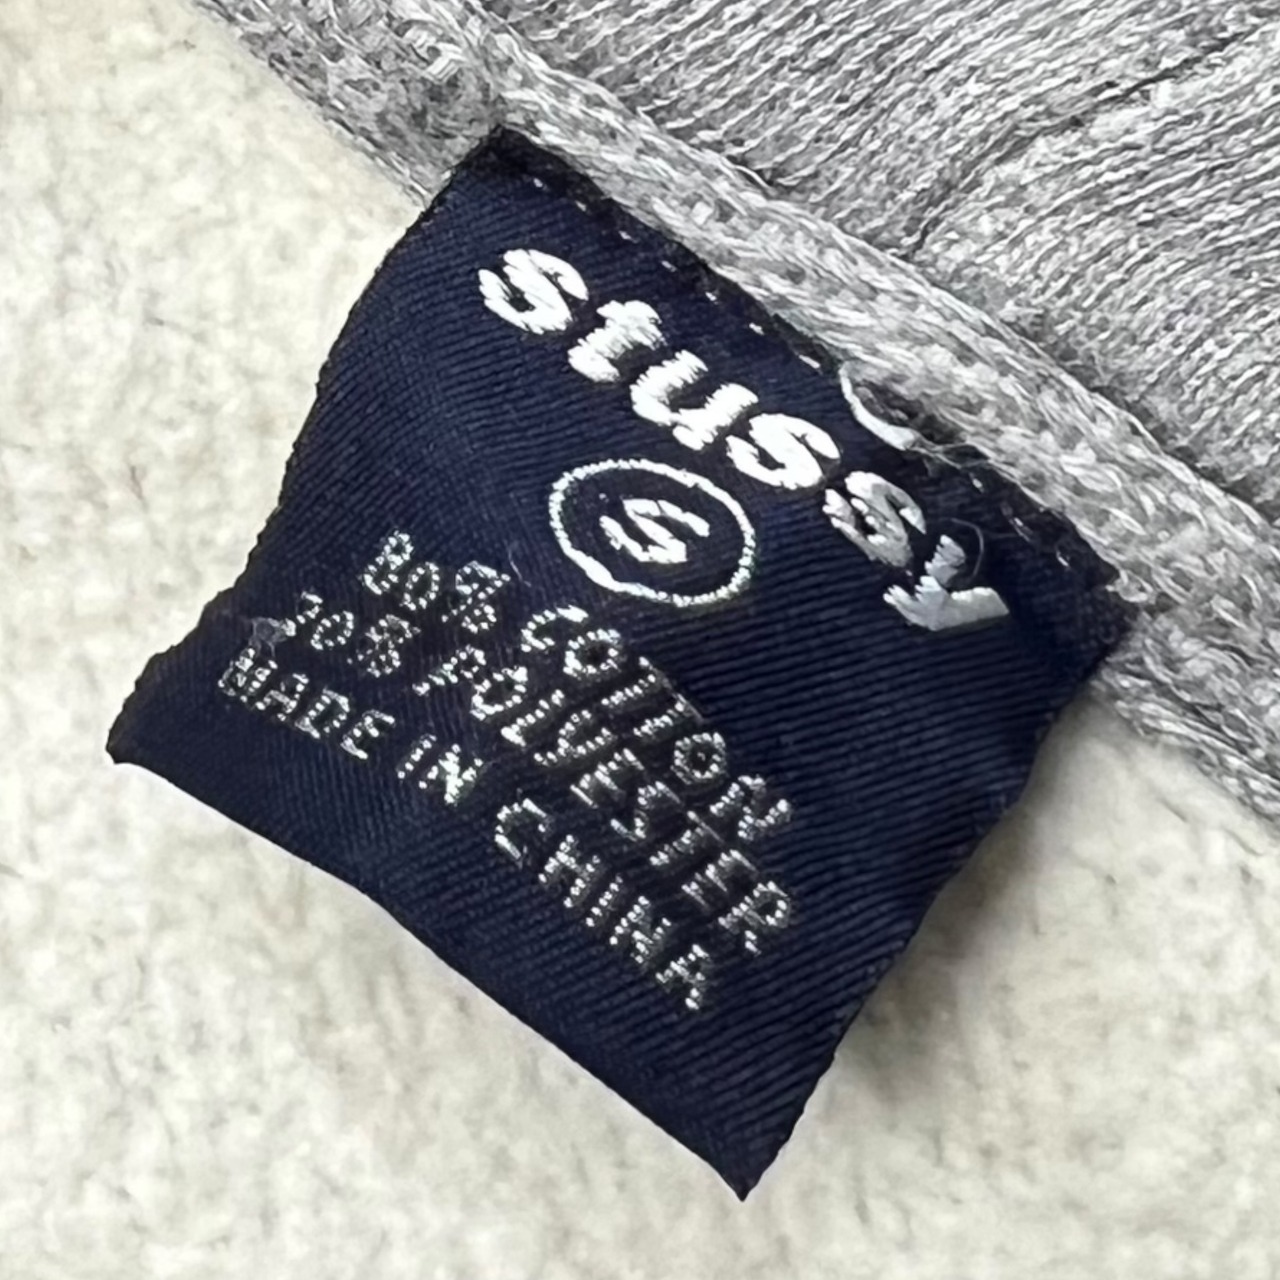 stussy
S
80% COTTON
20% POLYESTER
MADE IN CHINA